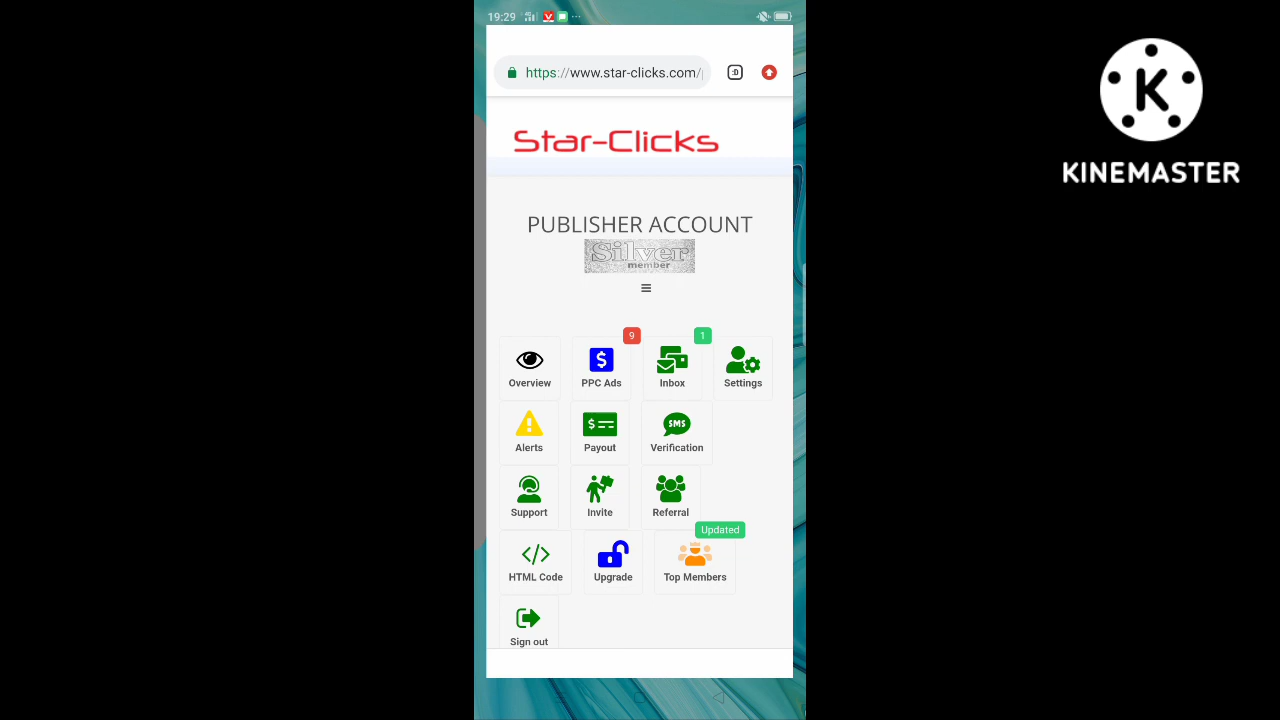 19:29
K
KINEMASTER
:D
https://www.star-clicks.com/
Star-Clicks
PUBLISHER ACCOUNT
Silver
member
9
1
Overview
PPC Ads
Inbox
Settings
SMS
Alerts
Payout
Verification
Support
Invite
Referral
Updated
HTML Code
Upgrade
Top Members
Sign out